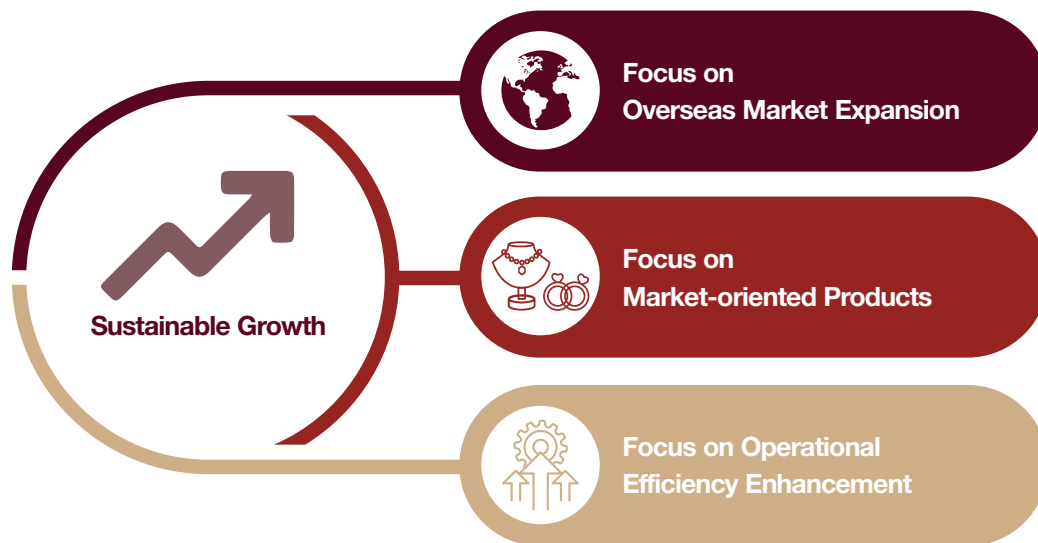 Focus on
Overseas Market Expansion
Sustainable Growth
Focus on
Market-oriented Products
Focus on Operational
Efficiency Enhancement